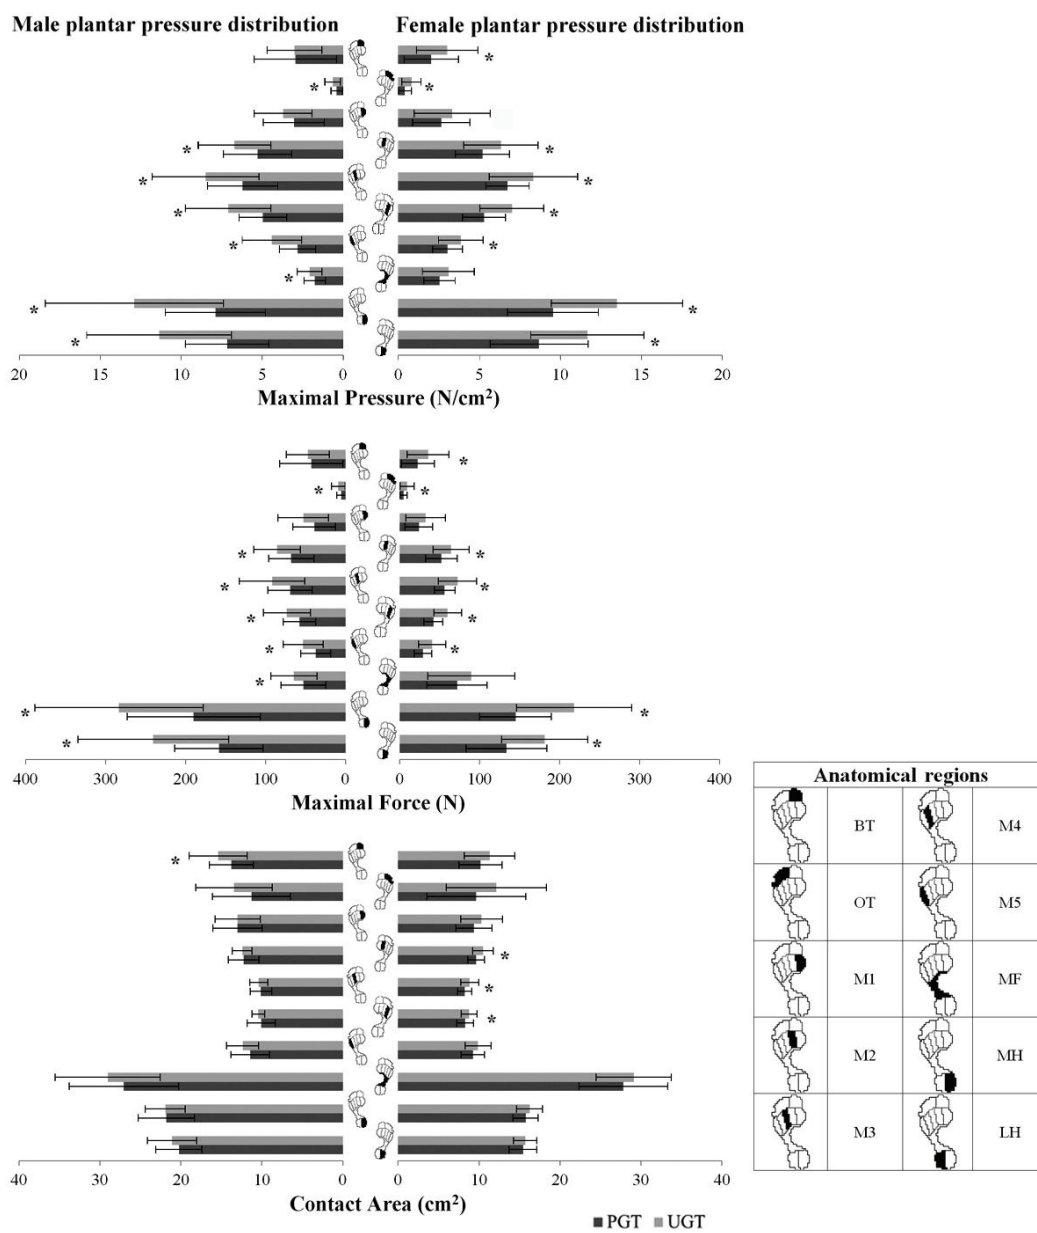 Male plantar pressure distribution
Female plantar pressure distribution
*
* *
* *
* *
* *
* *
*
* *
* *
20 15 10 5 0 0 5 10 15 20
Maximal Pressure (N/cm²)
*
* *
* *
* *
* *
* *
*
* *
* *
400 300 200 100 0 0 100 200 300 400
Maximal Force (N)
*
*
*
*
40 30 20 10 0 0 10 20 30 40
Contact Area (cm²)
PGT UGT
Anatomical regions
BT M4
OT M5
M1 MF
M2 MH
M3 LH